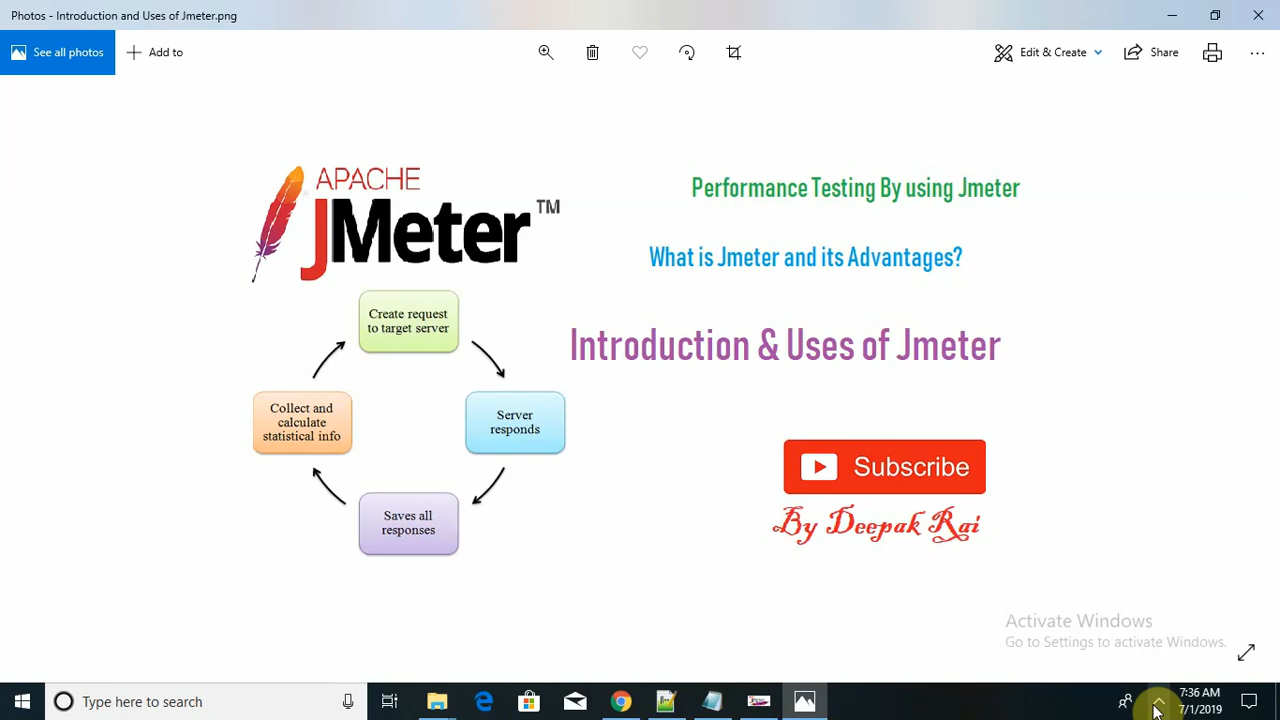 Photos - Introduction and Uses of Jmeter.png
See all photos
Add to
Edit & Create
Share
APACHE
JMeter™
Performance Testing By using Jmeter
What is Jmeter and its Advantages?
Introduction & Uses of Jmeter
Create request
to target server
Server
responds
Saves all
responses
Collect and
calculate
statistical info
Subscribe
By Deepak Rai
Activate Windows
Go to Settings to activate Windows.
Type here to search
7:36 AM
7/1/2019